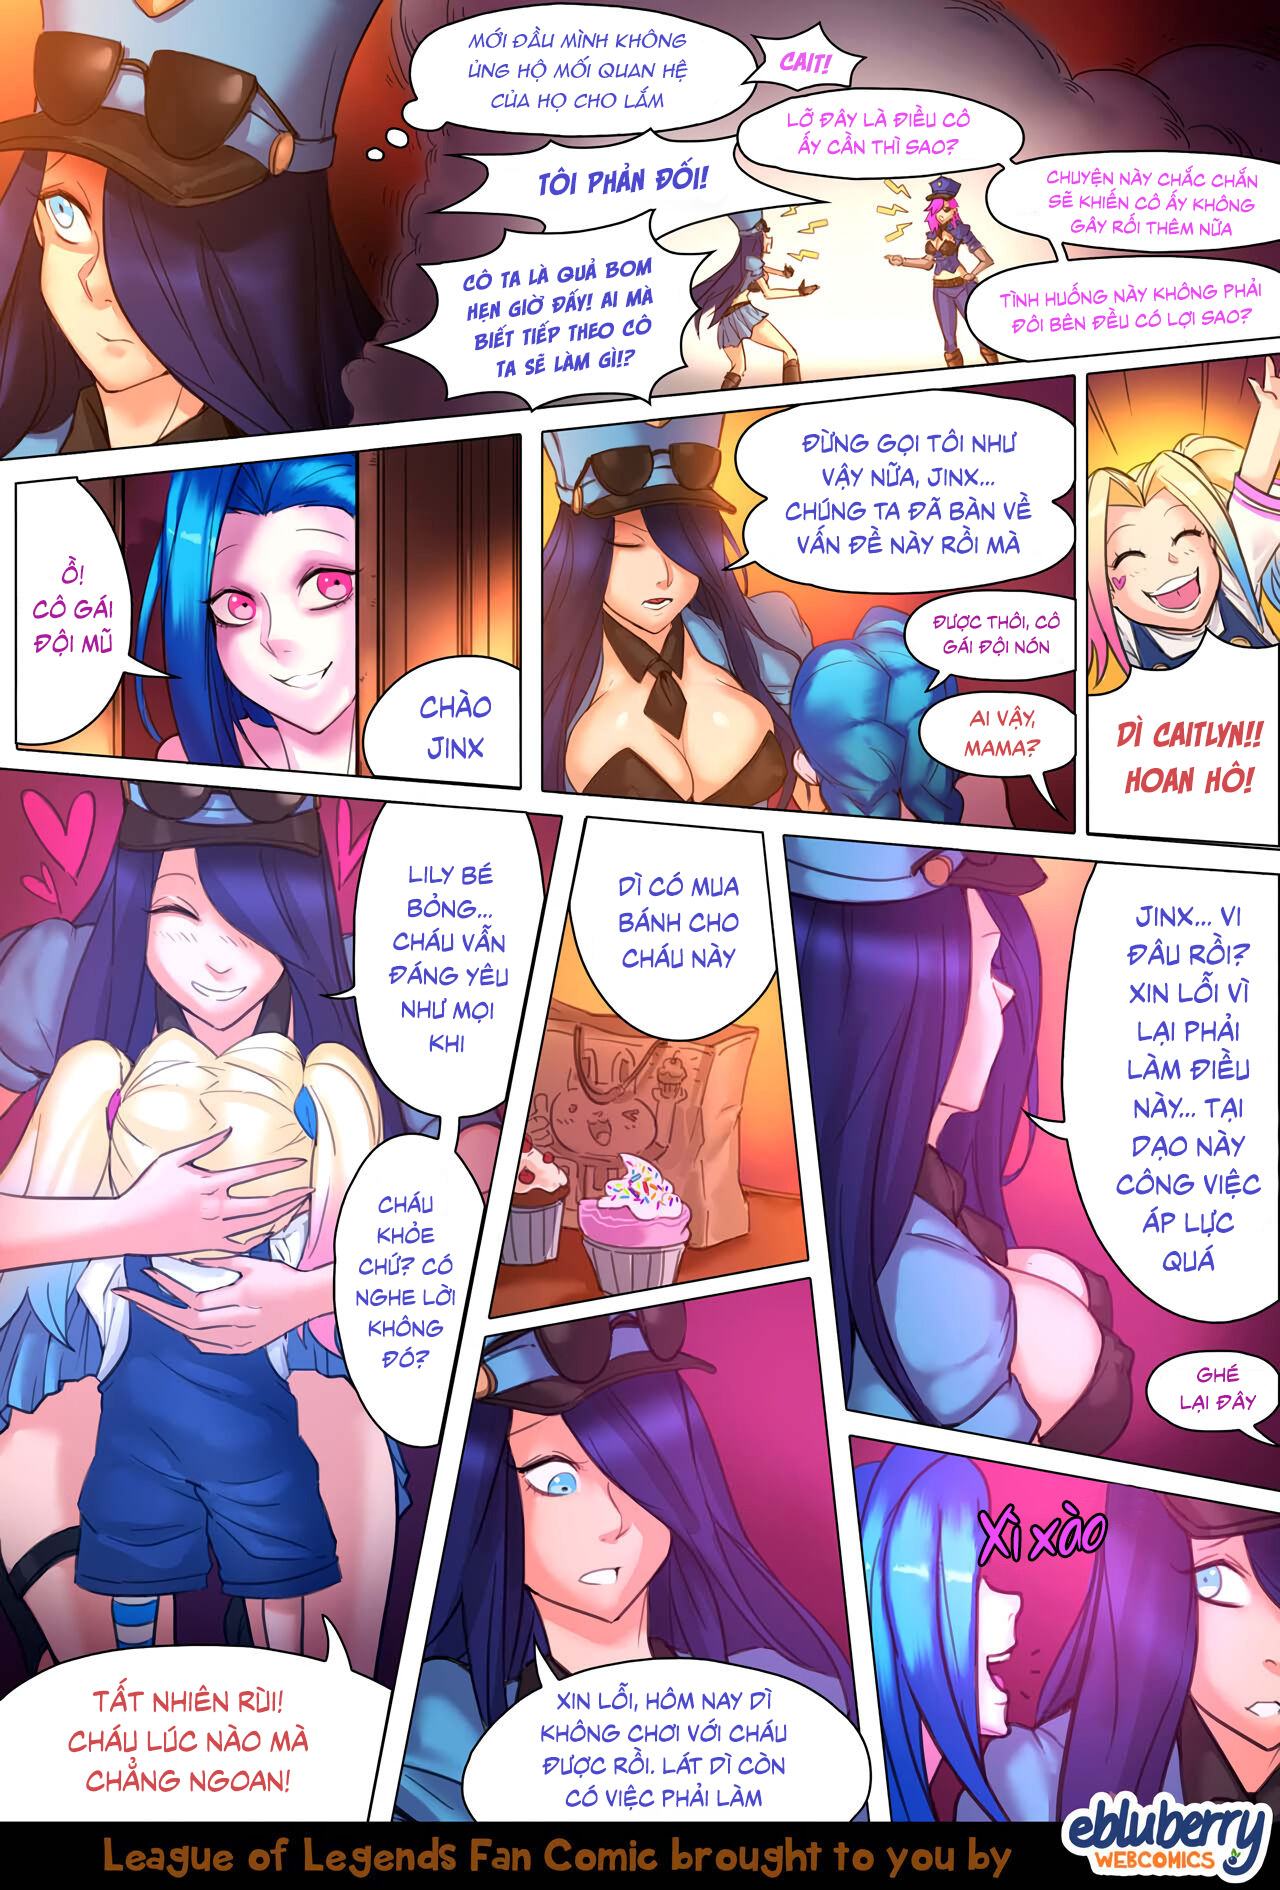 MỚI ĐẦU MÌNH KHÔNG
ỦNG HỘ MỐI QUAN HỆ
CỦA HỌ CHO LẮM
CAIT!
LỠ ĐÂY LÀ ĐIỀU CÔ
ẤY CẦN THÌ SAO?
TÔI PHẢN ĐỐI!
CHUYỆN NÀY CHẮC CHẮN
SẼ KHIẾN CÔ ẤY KHÔNG
GÂY RỐI THÊM NỮA
CÔ TA LÀ QUẢ BOM
HẸN GIỜ ĐẤY! AI MÀ
BIẾT TIẾP THEO CÔ
TA SẼ LÀM GÌ!?
TÌNH HUỐNG NÀY KHÔNG PHẢI
ĐÔI BÊN ĐỀU CÓ LỢI SAO?
Ồ!
CÔ GÁI
ĐỘI MŨ
CHÀO
JINX
ĐỪNG GỌI TÔI NHƯ
VẬY NỮA, JINX...
CHÚNG TA ĐÃ BÀN VỀ
VẤN ĐỀ NÀY RỒI MÀ
ĐƯỢC THÔI, CÔ
GÁI ĐỘI NÓN
AI VẬY,
MAMA?
DÌ CAITLYN!!
HOAN HÔ!
LILY BÉ
BỎNG...
CHÁU VẪN
ĐÁNG YÊU
NHƯ MỌI
KHI
CHÁU
KHỎE
CHỨ? CÓ
NGHE LỜI
KHÔNG
ĐÓ?
TẤT NHIÊN RÙI!
CHÁU LÚC NÀO MÀ
CHẲNG NGOAN!
DÌ CÓ MUA
BÁNH CHO
CHÁU NÀY
JINX... VI
ĐÂU RỒI?
XIN LỖI VÌ
LẠI PHẢI
LÀM ĐIỀU
NÀY... TẠI
DẠO NÀY
CÔNG VIỆC
ÁP LỰC
QUÁ
GHÉ
LẠI ĐÂY
XIN LỖI, HÔM NAY DÌ
KHÔNG CHƠI VỚI CHÁU
ĐƯỢC RỒI. LÁT DÌ CÒN
CÓ VIỆC PHẢI LÀM
Xì xào
League of Legends Fan Comic brought to you by
ebluberry
WEBCOMICS